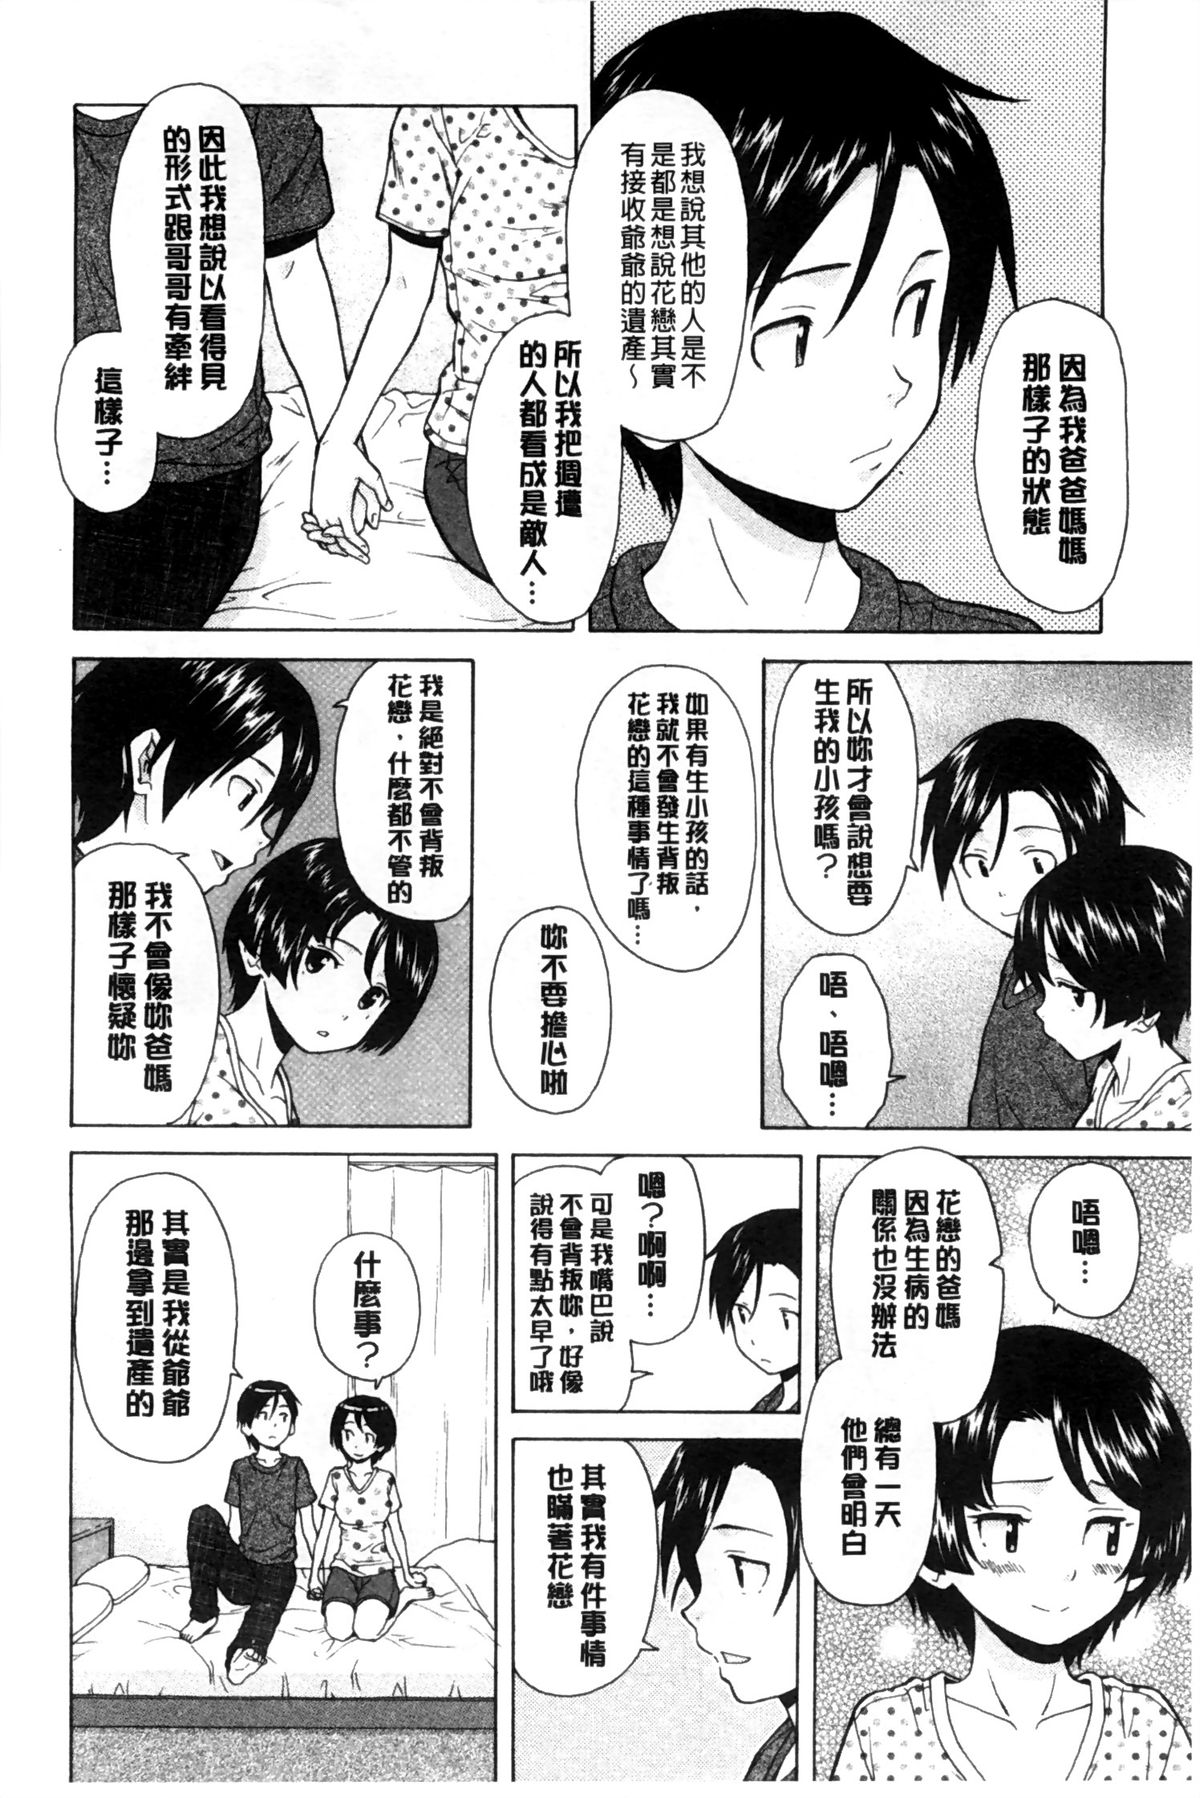 因為我爸爸媽媽
那樣子的狀態
我想說其他的人是不
是都是想說花戀其實
有接收爺爺的遺產～
所以我把週遭
的人都看成是敵人…
因此我想說以看得見
的形式跟哥哥有牽絆
這樣子…
所以妳才會說想要
生我的小孩嗎？
唔、唔嗯…
如果有生小孩的話，
我就不會發生背叛
花戀的這種事情了嗎…
妳不要擔心啦
我是絕對不會背叛
花戀，什麼都不管的
我不會像妳爸媽
那樣子懷疑妳
唔嗯…
花戀的爸媽
因為生病的
關係也沒辦法
總有一天
他們會明白
嗯？啊啊…
可是我嘴巴說
不會背叛妳，好像
說得有點太早了哦
其實我有件事情
也瞞著花戀
什麼事？
其實是我從爺爺
那邊拿到遺產的